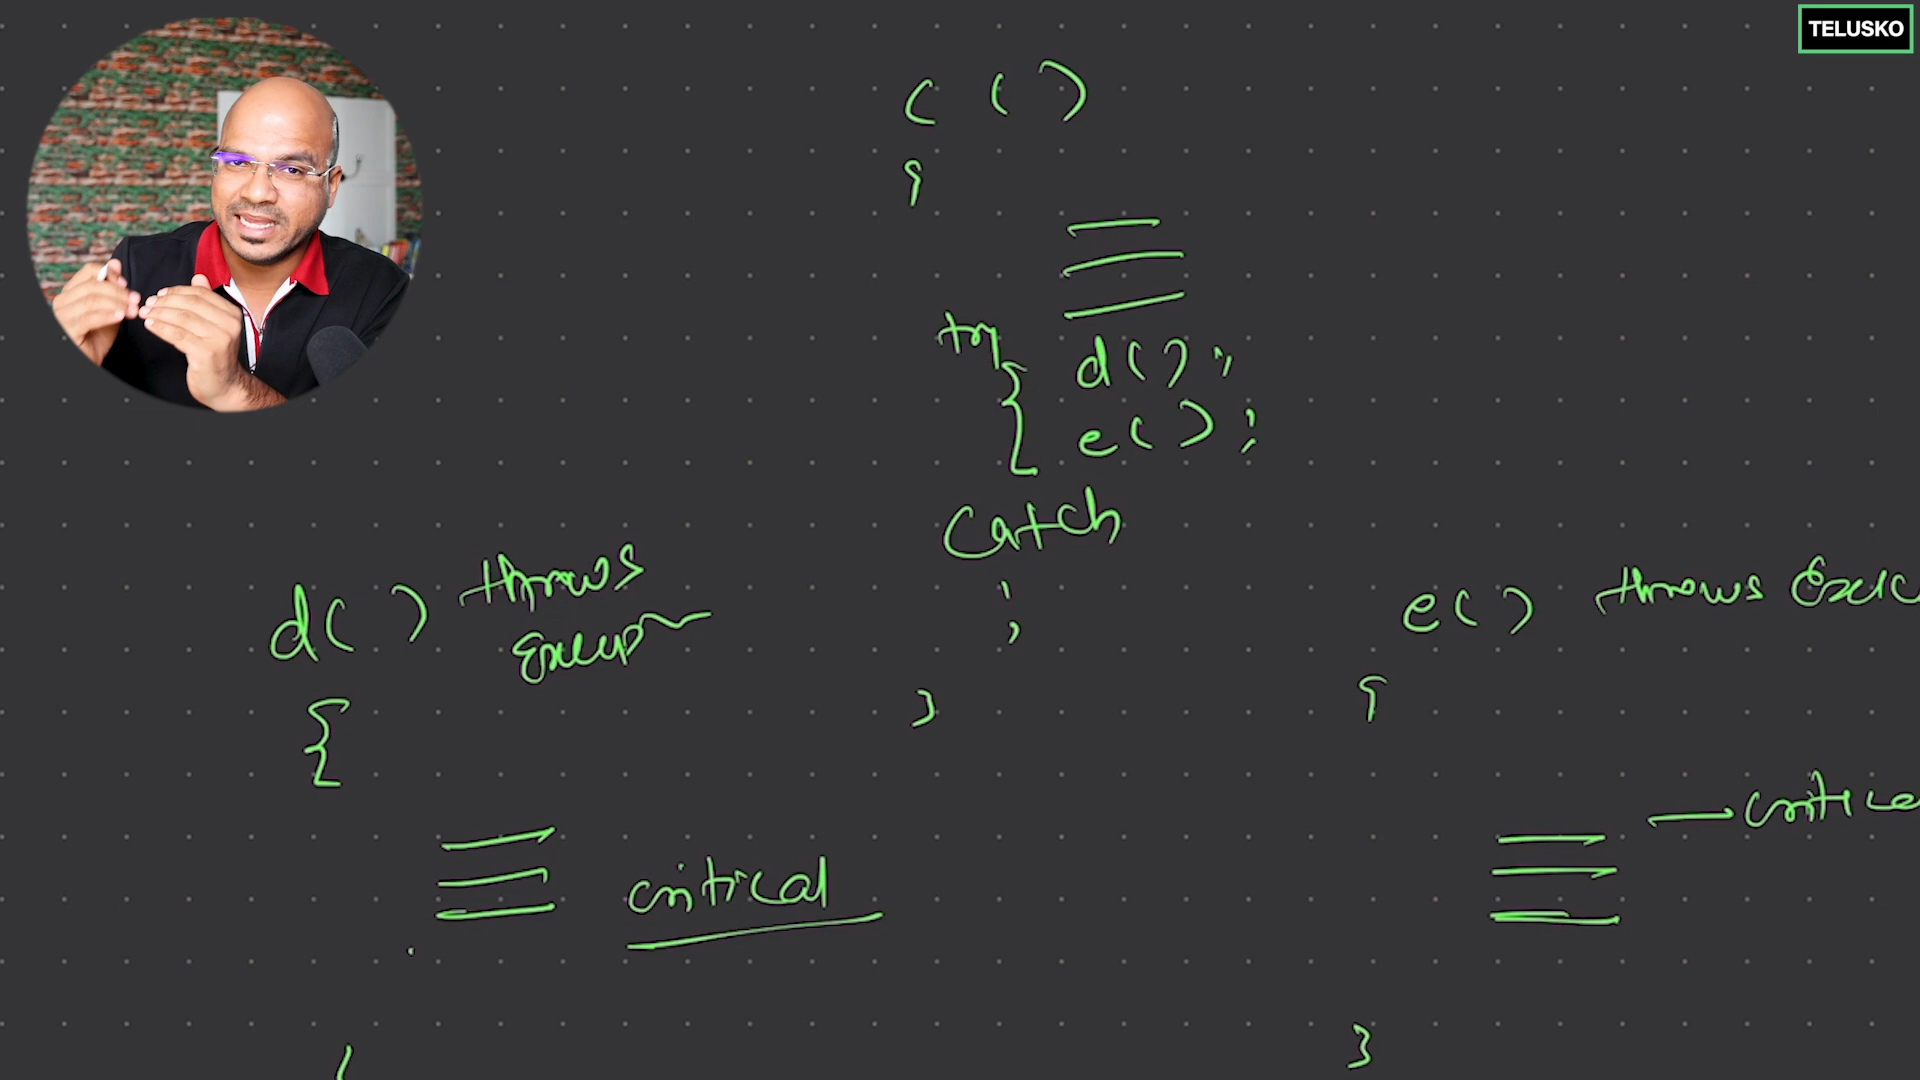 TELUSKO
C ( )
{
try
{ d ( ) ;
e ( ) ;
Catch
;
}
d ( ) throws
{
critical
e ( ) throws
{
}